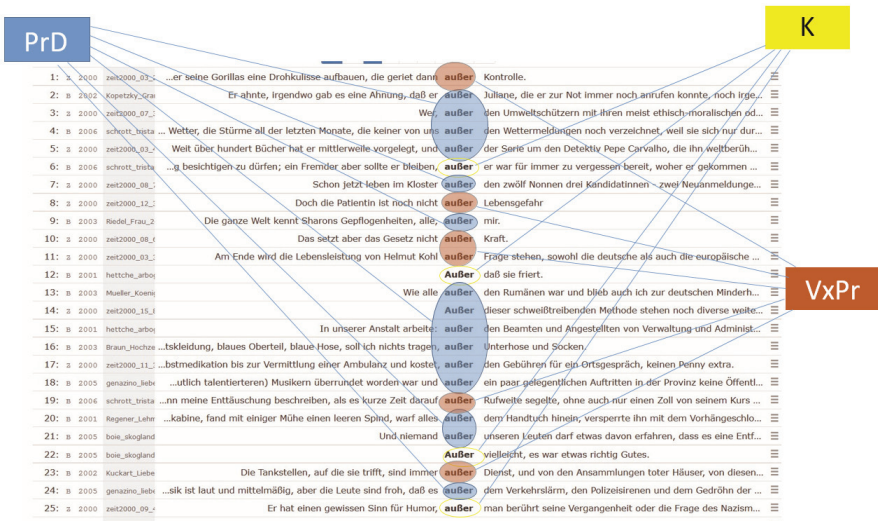 PrD
K
1: Z 2000 zeit2000_03_ ...er seine Gorillas eine Drohkulisse aufbauen, die geriet dann außer Kontrolle.
2: B 2002 Kopetzky_Gra Er ahnte, irgendwo gab es eine Ahnung, daß er außer Juliane, die er zur Not immer noch anrufen konnte, noch irge...
3: Z 2000 zeit2000_07_ Wer, außer den Umweltschützern mit ihren meist ethisch-moralischen od...
4: B 2006 schrott_trista ... Wetter, die Stürme all der letzten Monate, die keiner von uns außer den Wettermeldungen noch verzeichnet, weil sie sich nur dur...
5: Z 2000 zeit2000_03_ Weit über hundert Bücher hat er mittlerweile vorgelegt, und außer der Serie um den Detektiv Pepe Carvalho, die ihn weltberüh...
6: B 2006 schrott_trista ...g besichtigen zu dürfen; ein Fremder aber sollte er bleiben, außer er war für immer zu vergessen bereit, woher er gekommen ...
7: Z 2000 zeit2000_08_ Schon jetzt leben im Kloster außer den zwölf Nonnen drei Kandidatinnen - zwei Neuanmeldunge...
8: Z 2000 zeit2000_12_ Doch die Patientin ist noch nicht außer Lebensgefahr
9: B 2003 Riedel_Frau_2 Die ganze Welt kennt Sharons Gepflogenheiten, alle, außer mir.
10: Z 2000 zeit2000_08_ Das setzt aber das Gesetz nicht außer Kraft.
11: Z 2000 zeit2000_03_ Am Ende wird die Lebensleistung von Helmut Kohl außer Frage stehen, sowohl die deutsche als auch die europäische ...
12: B 2001 hettche_arbog Außer daß sie friert.
13: B 2003 Mueller_Koenig Wie alle außer den Rumänen war und blieb auch ich zur deutschen Minderh...
VxPr
14: Z 2000 zeit2000_15_ Außer dieser schweißtreibenden Methode stehen noch diverse weite...
15: B 2001 hettche_arbog In unserer Anstalt arbeite: außer den Beamten und Angestellten von Verwaltung und Administ...
16: B 2003 Braun_Hochze ...tskleidung, blaues Oberteil, blaue Hose, soll ich nichts tragen, außer Unterhose und Socken.
17: Z 2000 zeit2000_11_ ...bstmedikation bis zur Vermittlung einer Ambulanz und kostet, außer den Gebühren für ein Ortsgespräch, keinen Penny extra.
18: B 2005 genazino_liebe ...utlich talentierteren) Musikern überrundet worden war und außer ein paar gelegentlichen Auftritten in der Provinz keine Öffentl...
19: B 2006 schrott_trista ...nn meine Enttäuschung beschreiben, als es kurze Zeit darauf außer Rufweite segelte, ohne auch nur einen Zoll von seinem Kurs ...
20: B 2001 Regener_Lehm ...kabine, fand mit einiger Mühe einen leeren Spind, warf alles außer dem Handtuch hinein, versperrte ihn mit dem Vorhängeschlo...
21: B 2005 boie_skogland Und niemand außer unseren Leuten darf etwas davon erfahren, dass es eine Entf...
22: B 2005 boie_skogland Außer vielleicht, es war etwas richtig Gutes.
23: B 2002 Kuckart_Liebe Die Tankstellen, auf die sie trifft, sind immer außer Dienst, und von den Ansammlungen toter Häuser, von diesen...
24: B 2005 genazino_liebe ...sik ist laut und mittelmäßig, aber die Leute sind froh, daß es außer dem Verkehrslärm, den Polizeisirenen und dem Gedröhn der ...
25: Z 2000 zeit2000_09_ Er hat einen gewissen Sinn für Humor, außer man berührt seine Vergangenheit oder die Frage des Nazism...